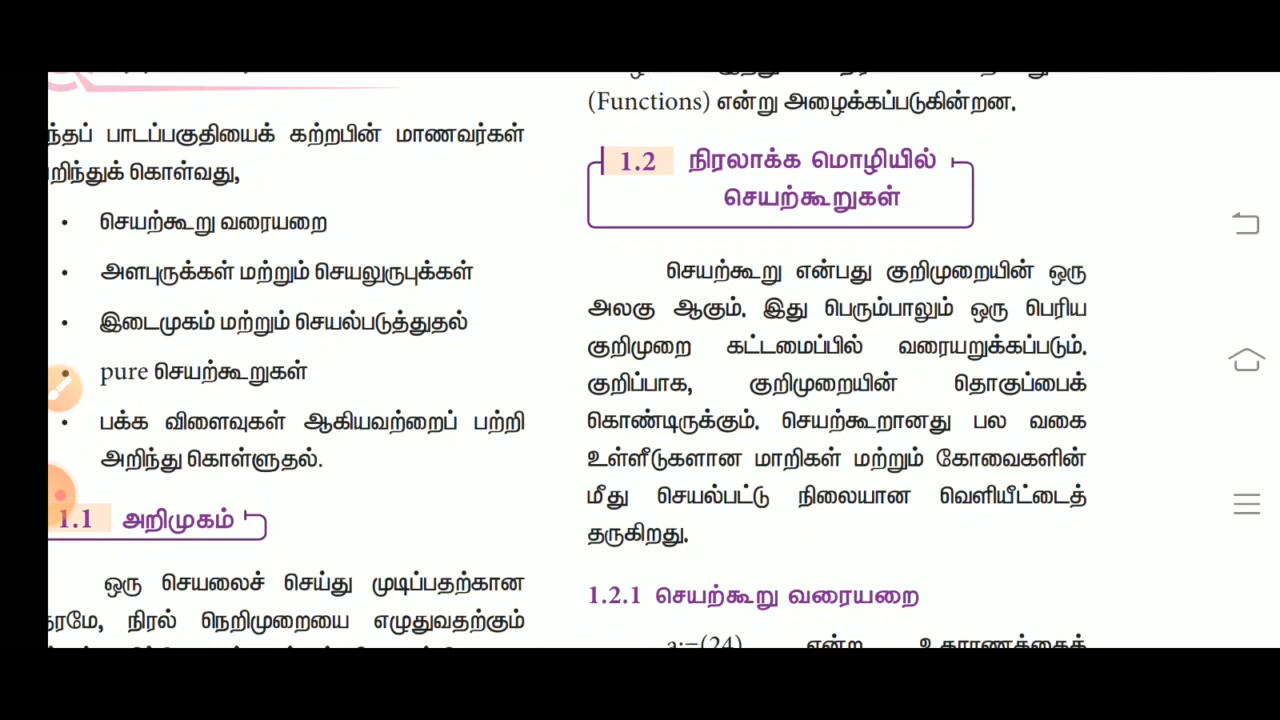 ந்தப் பாடப்பகுதியைக் கற்றபின் மாணவர்கள்
றிந்துக் கொள்வது,
• செயற்கூறு வரையறை
• அளபுருக்கள் மற்றும் செயலுருபுக்கள்
• இடைமுகம் மற்றும் செயல்படுத்துதல்
• pure செயற்கூறுகள்
• பக்க விளைவுகள் ஆகியவற்றைப் பற்றி
அறிந்து கொள்ளுதல்.
1.1 அறிமுகம்
ஒரு செயலைச் செய்து முடிப்பதற்கான
நிரல் நெறிமுறையை எழுதுவதற்கும்
(Functions) என்று அழைக்கப்படுகின்றன.
1.2 நிரலாக்க மொழியில்
செயற்கூறுகள்
செயற்கூறு என்பது குறிமுறையின் ஒரு
அலகு ஆகும். இது பெரும்பாலும் ஒரு பெரிய
குறிமுறை கட்டமைப்பில் வரையறுக்கப்படும்.
குறிப்பாக, குறிமுறையின் தொகுப்பைக்
கொண்டிருக்கும். செயற்கூறானது பல வகை
உள்ளீடுகளான மாறிகள் மற்றும் கோவைகளின்
மீது செயல்பட்டு நிலையான வெளியீட்டைத்
தருகிறது.
1.2.1 செயற்கூறு வரையறை
a:=(24) என்ற உதாரணத்தைக்